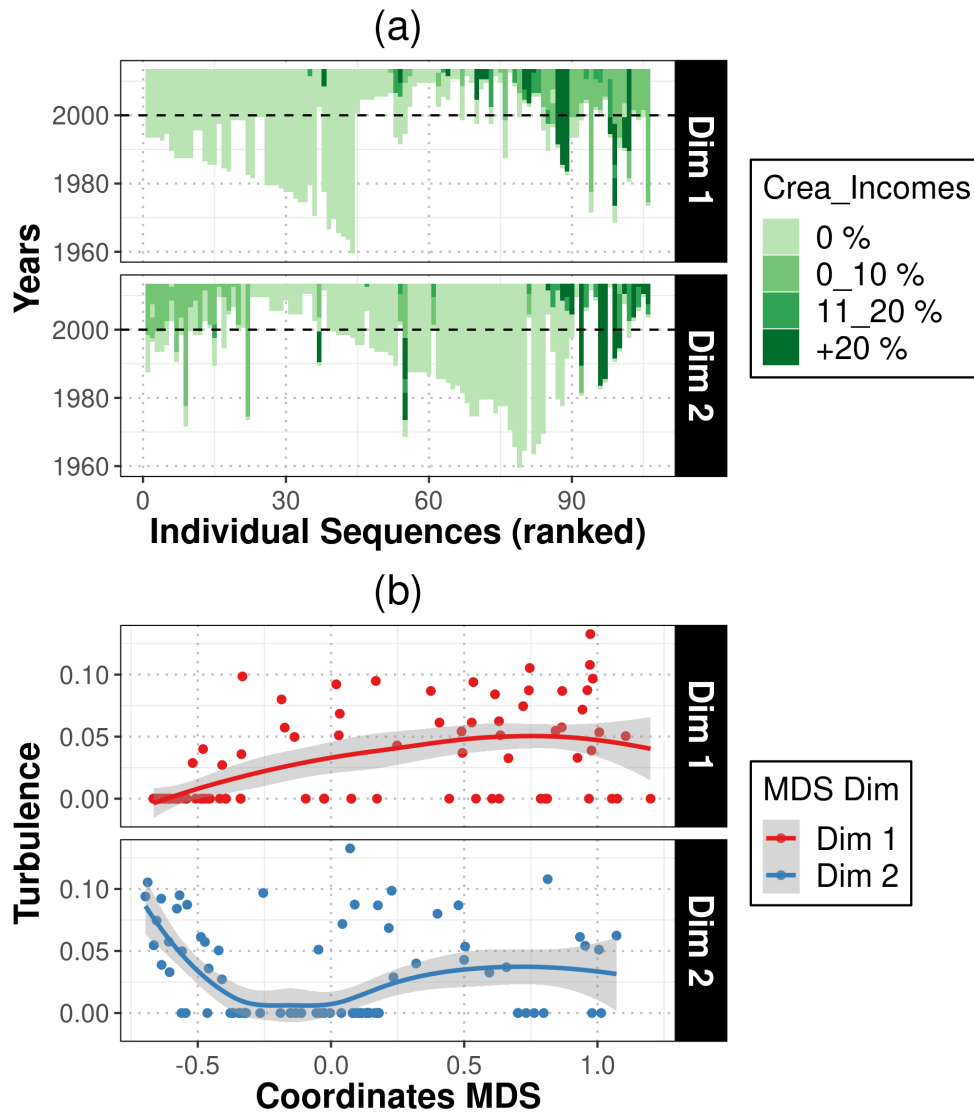 (a)
Years
2000
1980
1960
Dim 1
2000
1980
1960
Dim 2
0
30
60
90
Individual Sequences (ranked)
Crea_Incomes
0 %
0_10 %
11_20 %
+20 %
(b)
Turbulence
0.10
0.05
0.00
Dim 1
0.10
0.05
0.00
Dim 2
-0.5
0.0
0.5
1.0
Coordinates MDS
MDS Dim
Dim 1
Dim 2